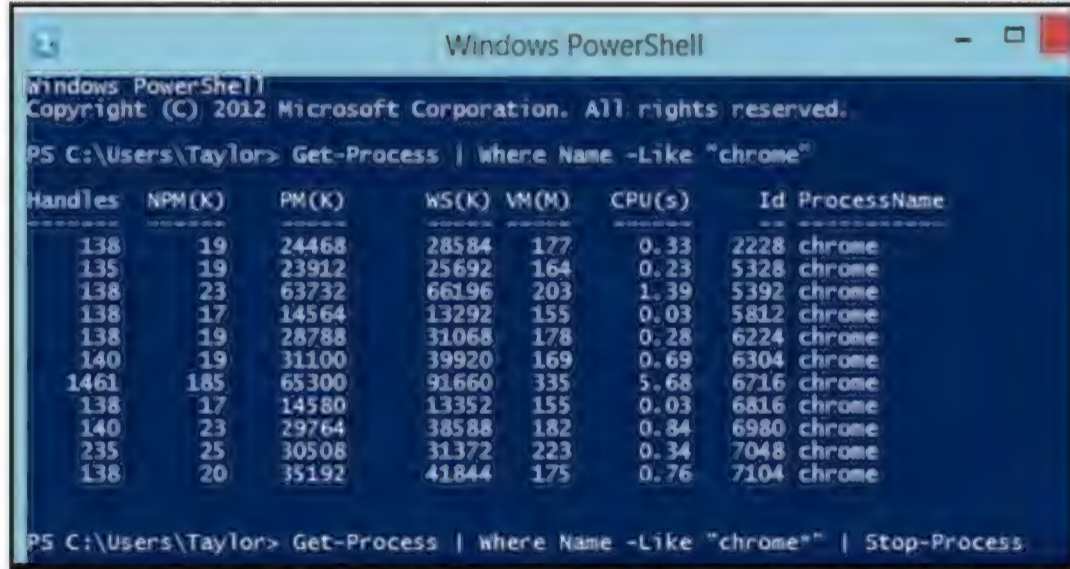 Windows PowerShell
Windows PowerShell
Copyright (C) 2012 Microsoft Corporation. All rights reserved.
PS C:\Users\Taylor> Get-Process | Where Name -Like "chrome"
Handles NPM(K) PM(K) WS(K) VM(M) CPU(s) Id ProcessName
------- ------ ----- ----- ----- ------ -- -----------
138 19 24468 28584 177 0.33 2228 chrome
135 19 23912 25692 164 0.23 5328 chrome
138 23 63732 66196 203 1.39 5392 chrome
138 17 14564 13292 155 0.03 5812 chrome
138 19 28788 31068 178 0.28 6224 chrome
140 19 31100 39920 169 0.69 6304 chrome
1461 185 65300 91660 335 5.68 6716 chrome
138 17 14580 13352 155 0.03 6816 chrome
140 23 29764 38588 182 0.84 6980 chrome
235 25 30508 31372 223 0.34 7048 chrome
138 20 35192 41844 175 0.76 7104 chrome
PS C:\Users\Taylor> Get-Process | Where Name -Like "chrome*" | Stop-Process